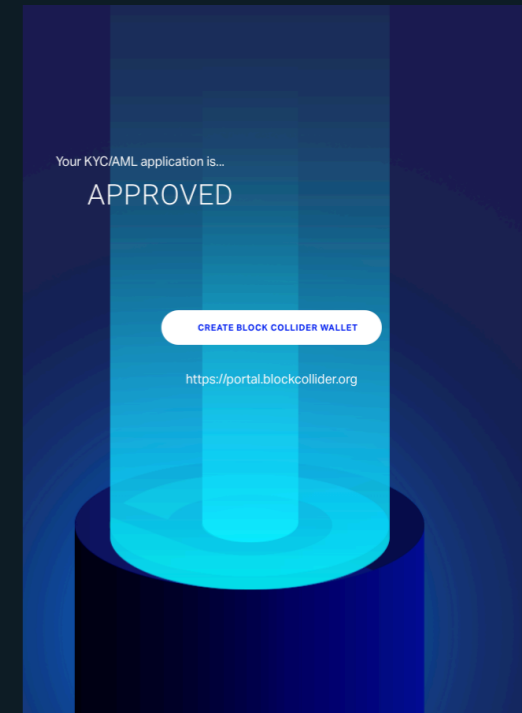 Your KYC/AML application is...
APPROVED
CREATE BLOCK COLLIDER WALLET
https://portal.blockcollider.org